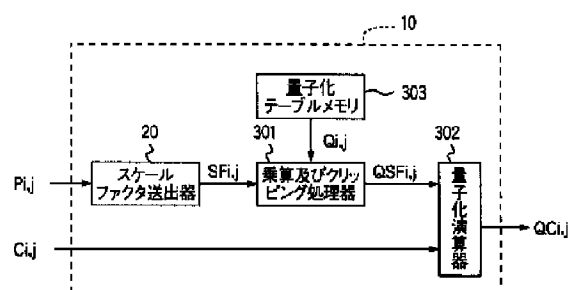 10
量子化
テーブルメモリ
303
20
301
Qi,j
302
Pi,j
スケール
ファクタ送出器
SFi,j
乗算及びクリッ
ピング処理器
QSFi,j
量子化演算器
QCi,j
Ci,j